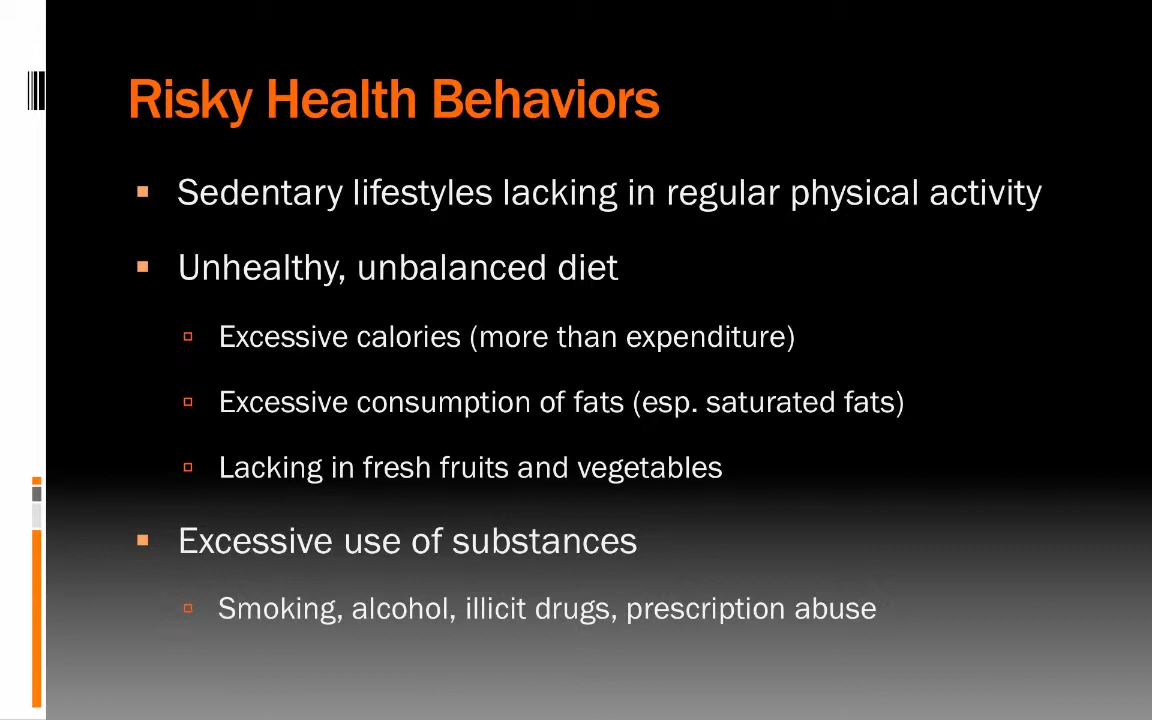 Risky Health Behaviors
Sedentary lifestyles lacking in regular physical activity
Unhealthy, unbalanced diet
Excessive calories (more than expenditure)
Excessive consumption of fats (esp. saturated fats)
Lacking in fresh fruits and vegetables
Excessive use of substances
Smoking, alcohol, illicit drugs, prescription abuse